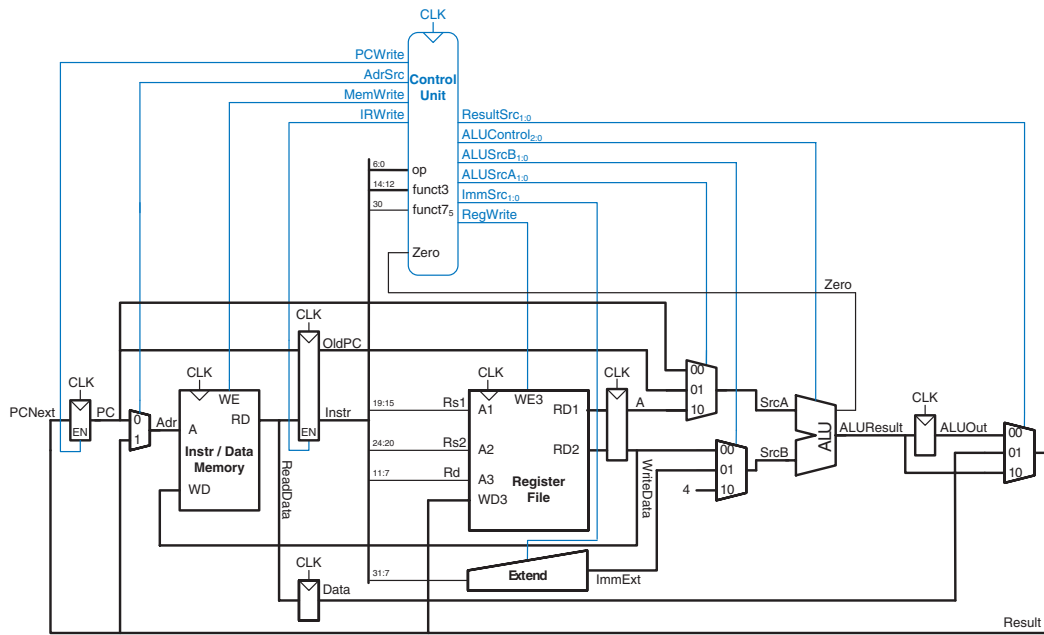 CLK
PCWrite
AdrSrc
MemWrite
IRWrite
Control
Unit
ResultSrc1:0
ALUControl2:0
ALUSrcB1:0
ALUSrcA1:0
ImmSrc1:0
RegWrite
6:0
op
14:12
funct3
30
funct75
Zero
Zero
CLK
OldPC
CLK
PCNext
EN
PC
0
1
Adr
CLK
WE
RD
A
Instr / Data
Memory
WD
ReadData
EN
Instr
19:15
Rs1
24:20
Rs2
11:7
Rd
CLK
WE3
A1
RD1
A2
RD2
A3
Register
File
WD3
CLK
A
WriteData
00
01
10
SrcA
00
01
4
10
SrcB
ALU
ALUResult
CLK
ALUOut
00
01
10
31:7
Extend
ImmExt
CLK
Data
Result